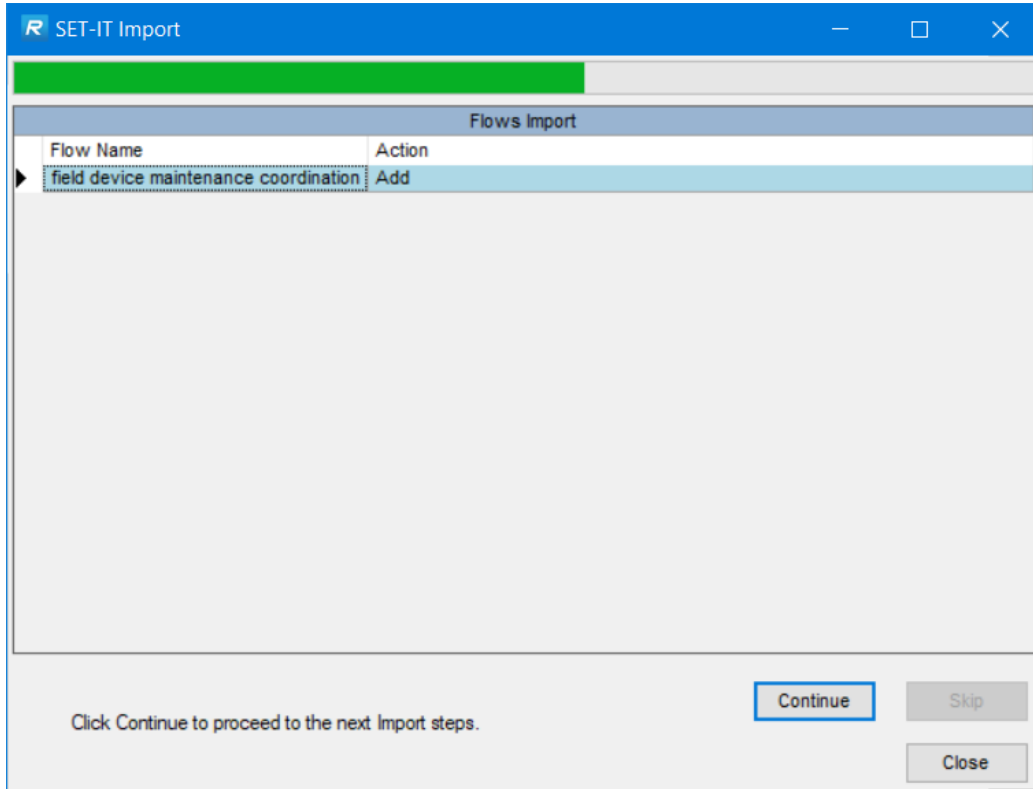 R SET-IT Import
Flows Import
Flow Name Action
field device maintenance coordination Add
Continue Skip
Click Continue to proceed to the next Import steps.
Close